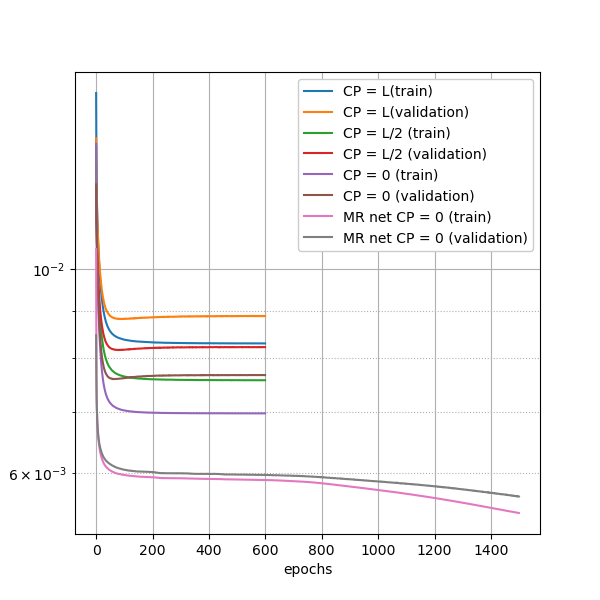 CP = L(train)
CP = L(validation)
CP = L/2 (train)
CP = L/2 (validation)
CP = 0 (train)
CP = 0 (validation)
MR net CP = 0 (train)
MR net CP = 0 (validation)
10⁻²
6 × 10⁻³
0 200 400 600 800 1000 1200 1400
epochs